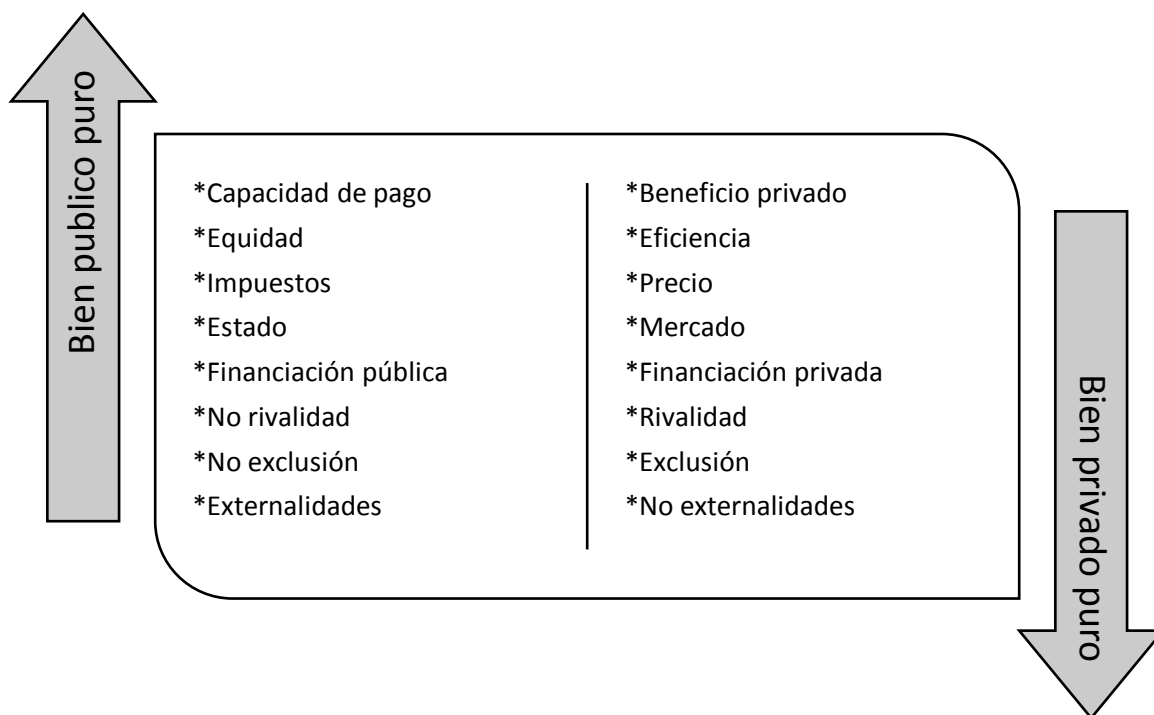 Bien publico puro
*Capacidad de pago
*Equidad
*Impuestos
*Estado
*Financiación pública
*No rivalidad
*No exclusión
*Externalidades
*Beneficio privado
*Eficiencia
*Precio
*Mercado
*Financiación privada
*Rivalidad
*Exclusión
*No externalidades
Bien privado puro